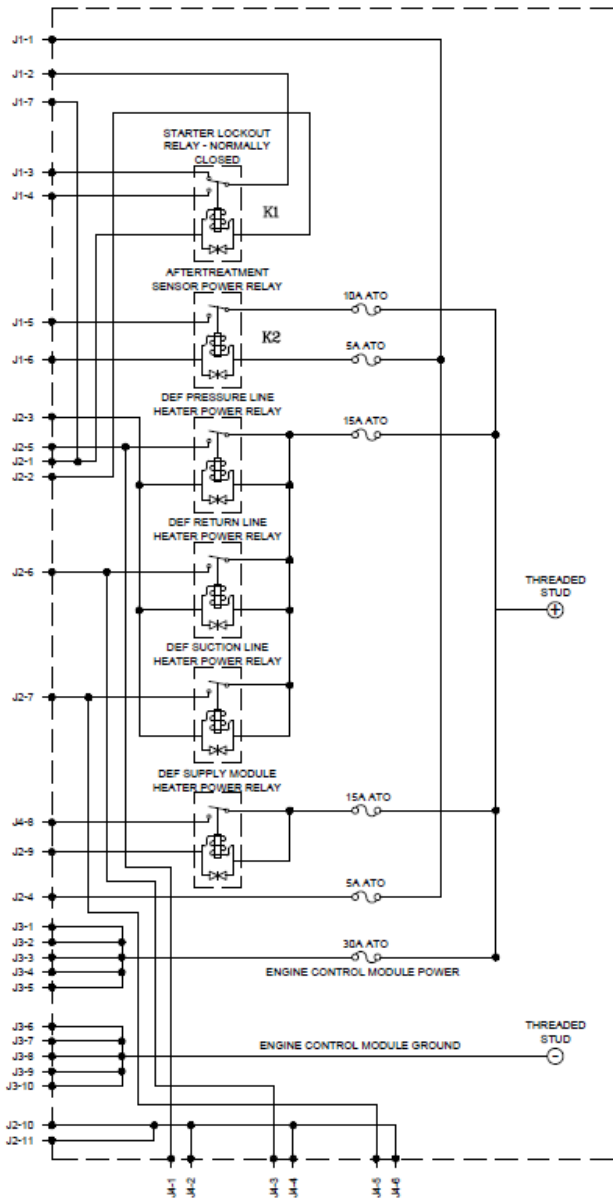 J1-1
J1-2
J1-7
STARTER LOCKOUT
RELAY - NORMALLY
CLOSED
J1-3
J1-4
K1
AFTERTREATMENT
SENSOR POWER RELAY
10A ATO
J1-5
K2
5A ATO
J1-6
DEF PRESSURE LINE
HEATER POWER RELAY
J2-3
15A ATO
J2-5
J2-1
J2-2
DEF RETURN LINE
HEATER POWER RELAY
J2-6
THREADED
STUD
+
DEF SUCTION LINE
HEATER POWER RELAY
J2-7
DEF SUPPLY MODULE
HEATER POWER RELAY
15A ATO
J4-8
J2-9
5A ATO
J2-4
J3-1
J3-2
30A ATO
J3-3
J3-4
ENGINE CONTROL MODULE POWER
J3-5
J3-6
THREADED
STUD
J3-7
ENGINE CONTROL MODULE GROUND
J3-8
-
J3-9
J3-10
J2-10
J2-11
J4-1
J4-2
J4-3
J4-4
J4-5
J4-6